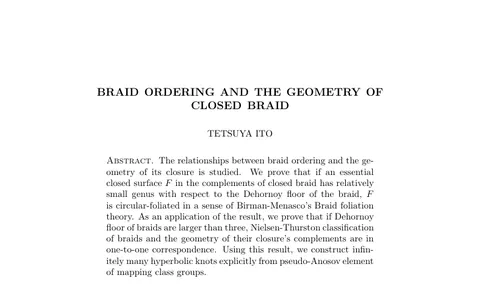 BRAID ORDERING AND THE GEOMETRY OF
CLOSED BRAID
TETSUYA ITO
Abstract. The relationships between braid ordering and the ge-
ometry of its closure is studied. We prove that if an essential
closed surface F in the complements of closed braid has relatively
small genus with respect to the Dehornoy floor of the braid, F
is circular-foliated in a sense of Birman-Menasco's Braid foliation
theory. As an application of the result, we prove that if Dehornoy
floor of braids are larger than three, Nielsen-Thurston classification
of braids and the geometry of their closure's complements are in
one-to-one correspondence. Using this result, we construct infin-
itely many hyperbolic knots explicitly from pseudo-Anosov element
of mapping class groups.